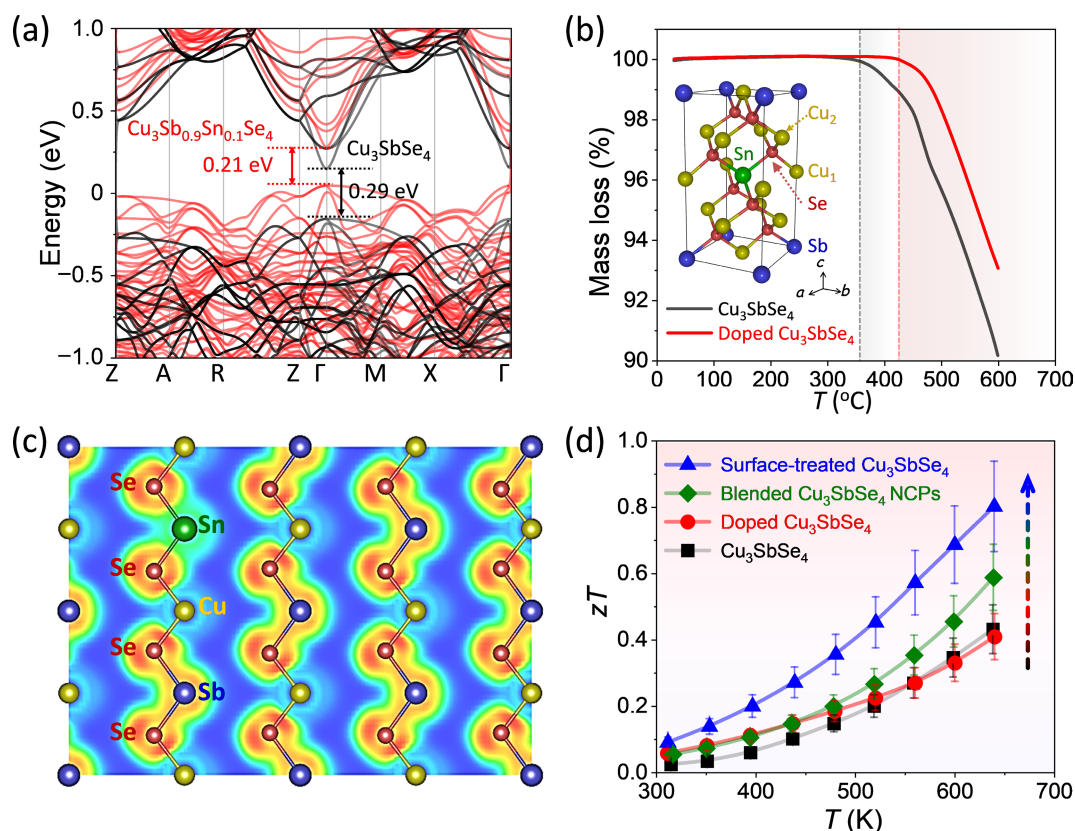 (a)
1.0
0.5
0
−0.5
−1.0
Energy (eV)
Cu₃Sb₀.₉Sn₀.₁Se₄
0.21 eV
Cu₃SbSe₄
0.29 eV
Z A R Z Γ M X Γ
(b)
100
98
96
94
92
90
Mass loss (%)
Cu₂
Sn
Cu₁
Se
Sb
c
a
b
Cu₃SbSe₄
Doped Cu₃SbSe₄
0 100 200 300 400 500 600 700
T (°C)
(c)
Se
Sn
Se
Cu
Se
Sb
Se
(d)
1.0
0.8
0.6
0.4
0.2
0.0
zT
Surface-treated Cu₃SbSe₄
Blended Cu₃SbSe₄ NCPs
Doped Cu₃SbSe₄
Cu₃SbSe₄
300 400 500 600 700
T (K)